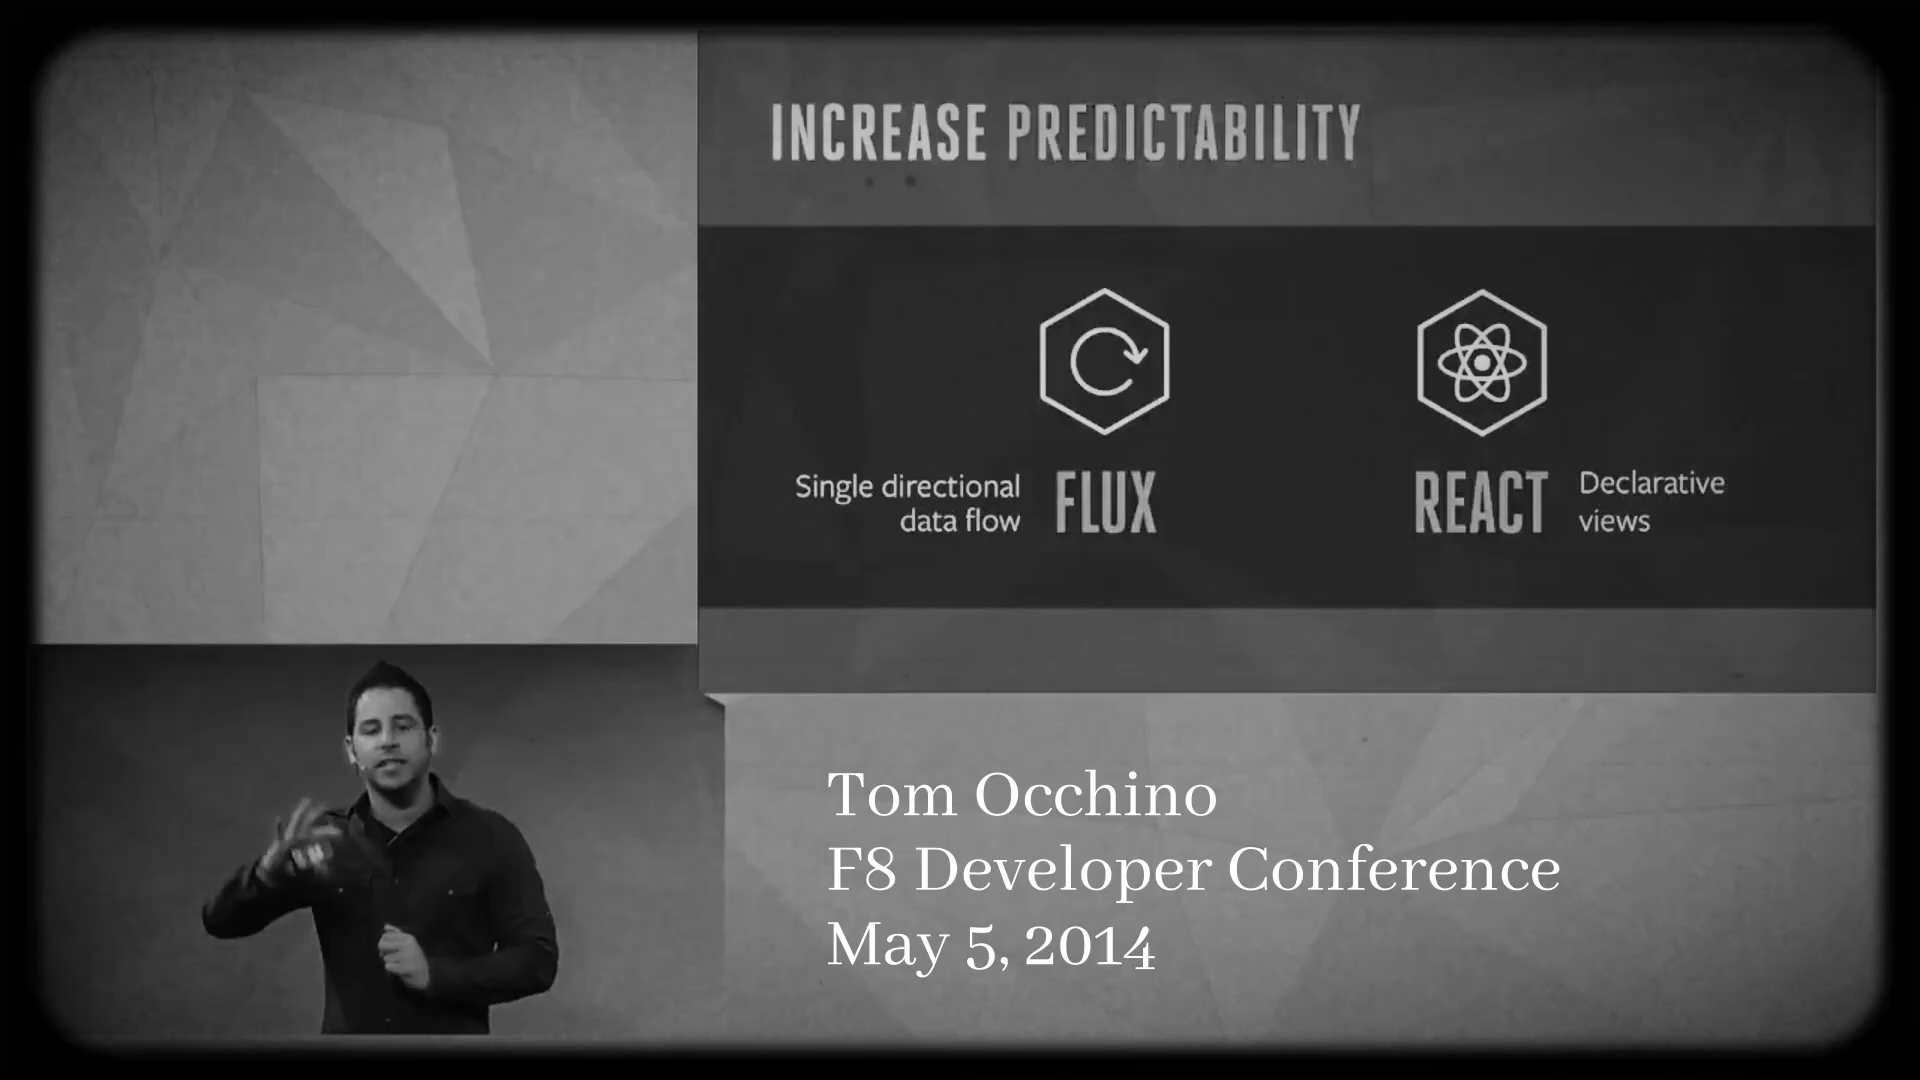 INCREASE PREDICTABILITY
Single directional
data flow
FLUX
REACT
Declarative
views
Tom Occhino
F8 Developer Conference
May 5, 2014